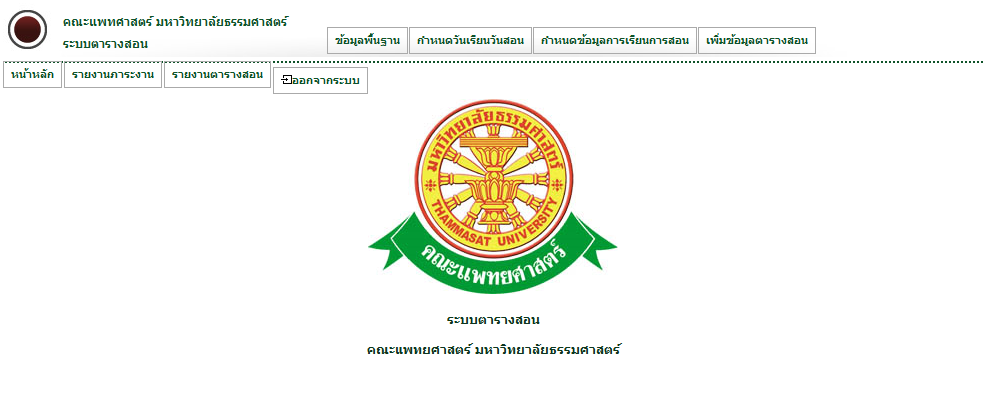 คณะแพทศาสตร์ มหาวิทยาลัยธรรมศาสตร์
ระบบตารางสอน
ข้อมูลพื้นฐาน กำหนดวันเรียนวันสอน กำหนดข้อมูลการเรียนการสอน เพิ่มข้อมูลตารางสอน
หน้าหลัก รายงานภาระงาน รายงานตารางสอน ออกจากระบบ
มหาวิทยาลัยธรรมศาสตร์
THAMMASAT UNIVERSITY
คณะแพทยศาสตร์
ระบบตารางสอน
คณะแพทยศาสตร์ มหาวิทยาลัยธรรมศาสตร์